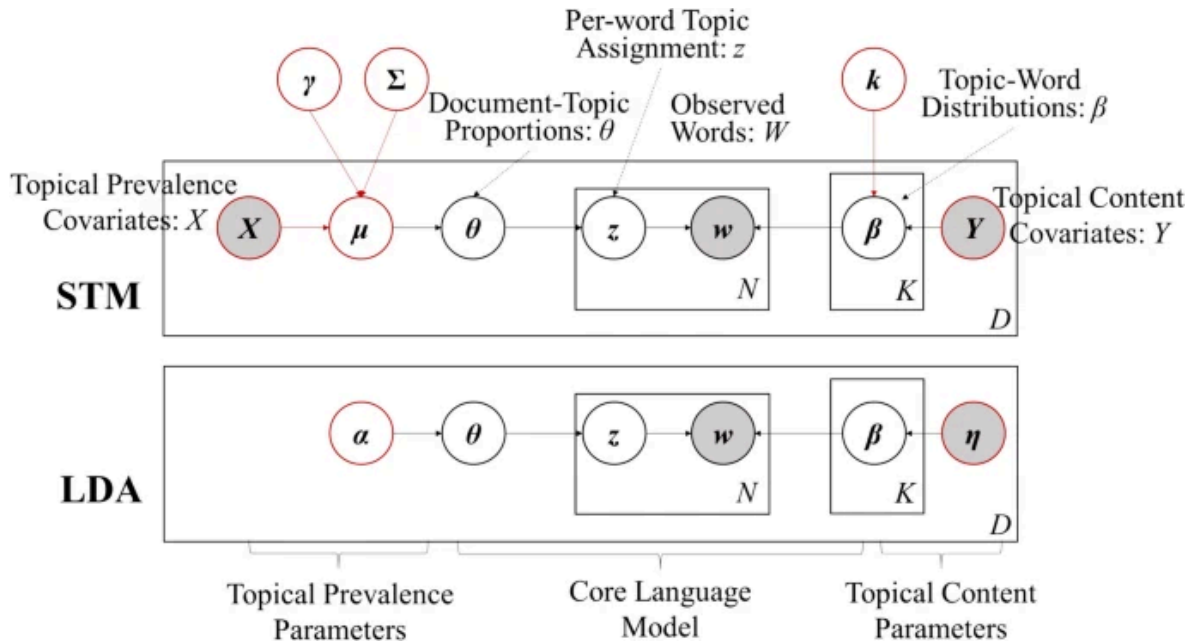 Per-word Topic
Assignment: z
γ
Σ
k
Document-Topic
Proportions: θ
Observed
Words: W
Topic-Word
Distributions: β
Topical Prevalence
Covariates: X
Topical Content
Covariates: Y
X
μ
θ
z
w
β
Y
N
K
D
STM
α
θ
z
w
β
η
N
K
D
LDA
Topical Prevalence
Parameters
Core Language
Model
Topical Content
Parameters